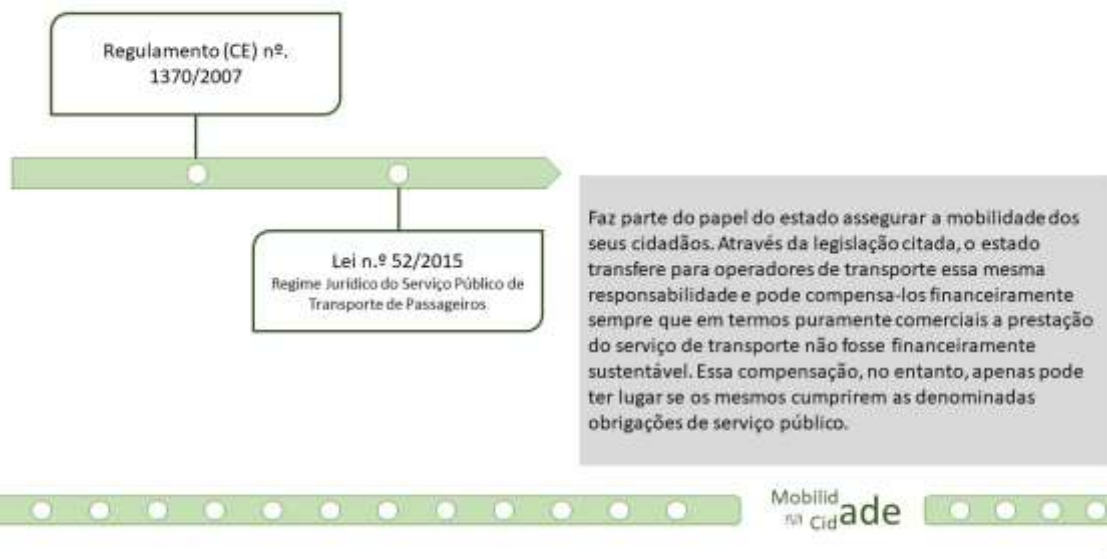 Regulamento (CE) nº.
1370/2007
Lei n.º 52/2015
Regime Jurídico do Serviço Público de
Transporte de Passageiros
Faz parte do papel do estado assegurar a mobilidade dos
seus cidadãos. Através da legislação citada, o estado
transfere para operadores de transporte essa mesma
responsabilidade e pode compensa-los financeiramente
sempre que em termos puramente comerciais a prestação
do serviço de transporte não fosse financeiramente
sustentável. Essa compensação, no entanto, apenas pode
ter lugar se os mesmos cumprirem as denominadas
obrigações de serviço público.
Mobilid
na Cidade